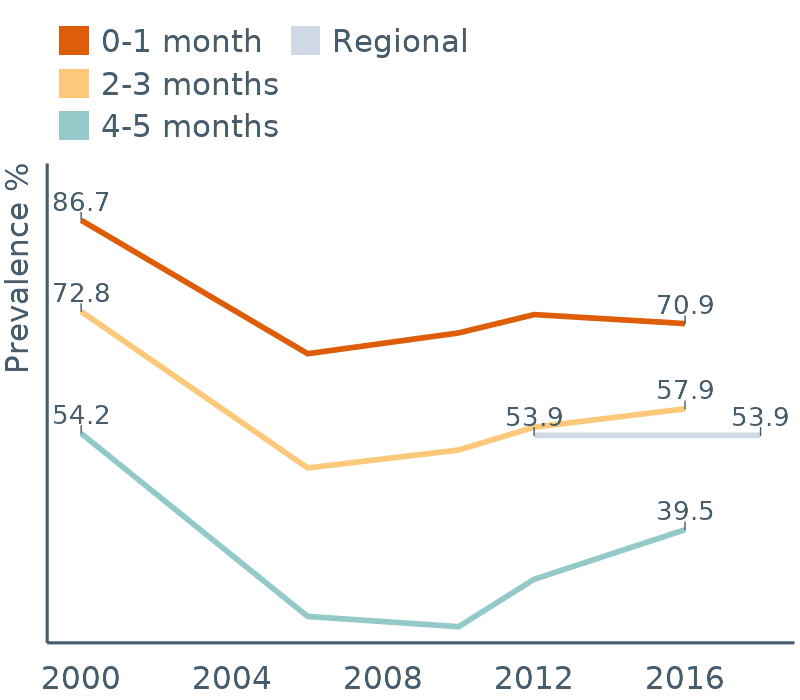 0-1 month
Regional
2-3 months
4-5 months
Prevalence %
86.7
72.8
54.2
70.9
57.9
53.9
53.9
39.5
2000 2004 2008 2012 2016